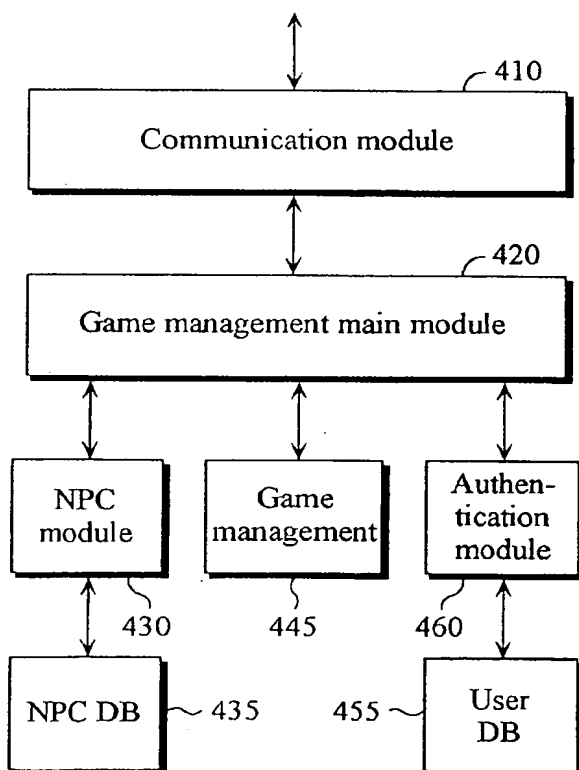 410
Communication module
420
Game management main module
NPC
module
Game
management
Authen-
tication
module
430
445
460
NPC DB
435
455
User
DB